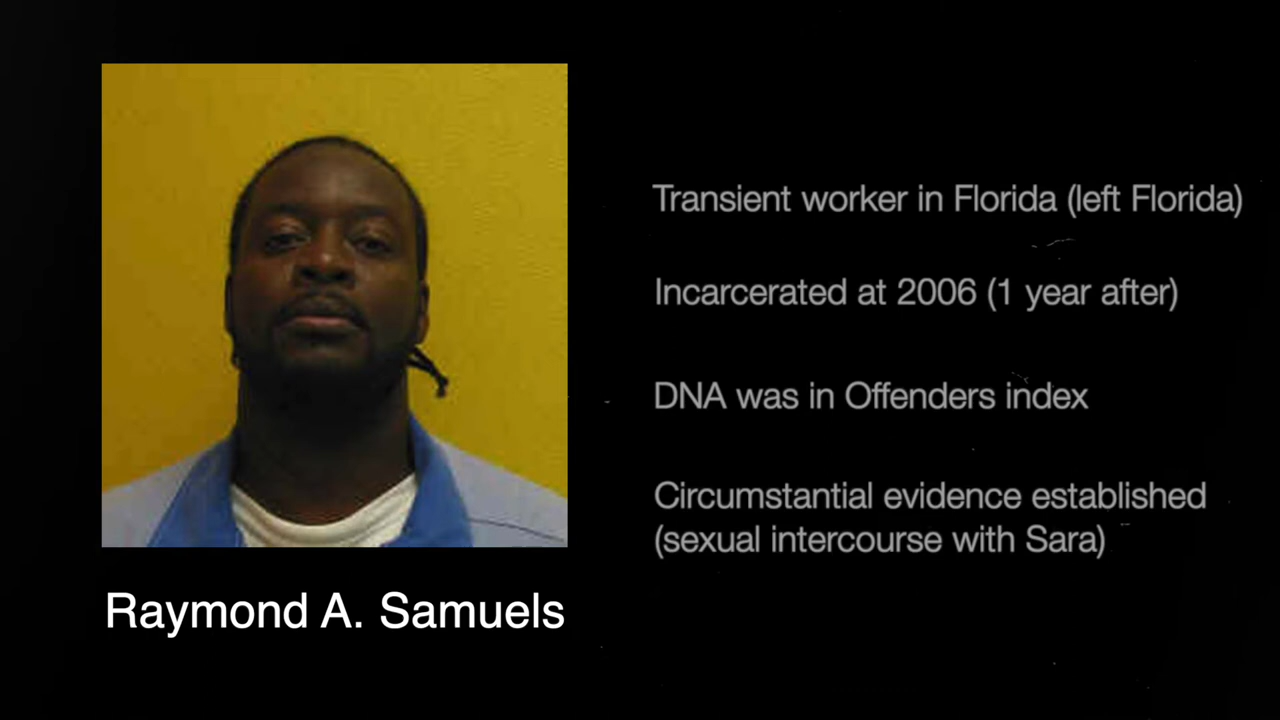 Transient worker in Florida (left Florida)
Incarcerated at 2006 (1 year after)
DNA was in Offenders index
Circumstantial evidence established
(sexual intercourse with Sara)
Raymond A. Samuels